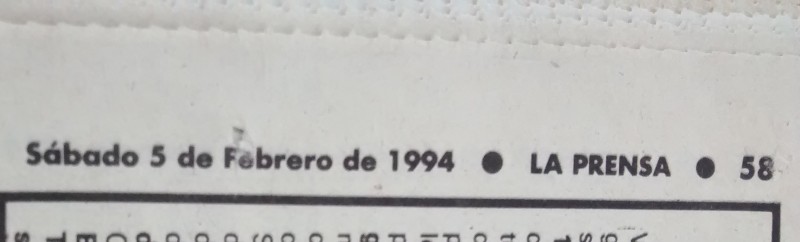 Sábado 5 de Febrero de 1994 ● LA PRENSA ● 58